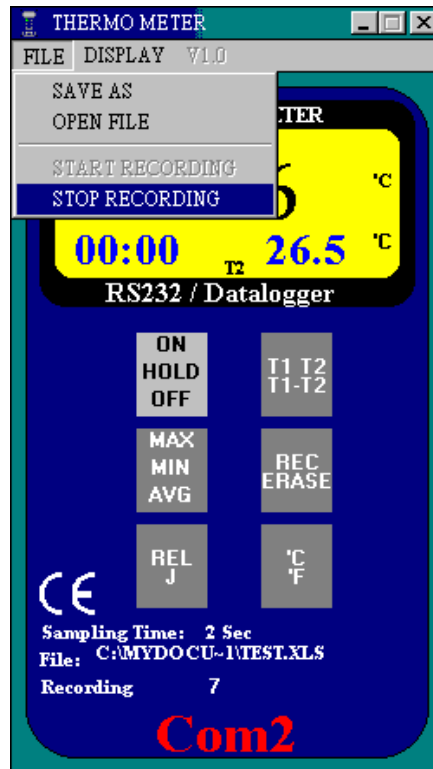 THERMO METER
FILE DISPLAY V1.0
SAVE AS
OPEN FILE
START RECORDING
STOP RECORDING
°C
00:00 T2 26.5 °C
RS232 / Datalogger
ON
HOLD
OFF
T1 T2
T1-T2
MAX
MIN
AVG
REC
ERASE
REL
J
°C
°F
CE
Sampling Time: 2 Sec
File: C:\MYDOCU~1\TEST.XLS
Recording 7
Com2